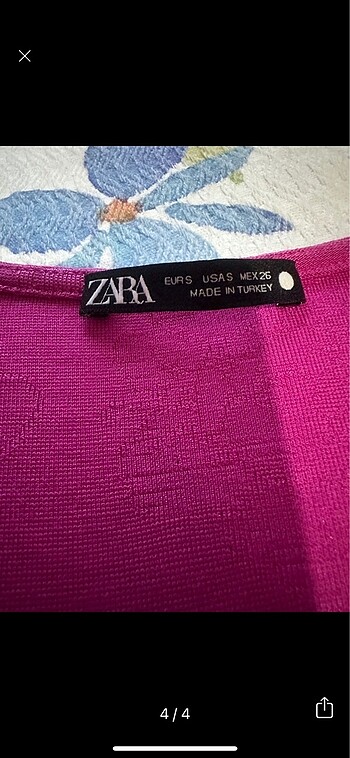 ZARA
EUR S USA S MEX 26
MADE IN TURKEY
4/4